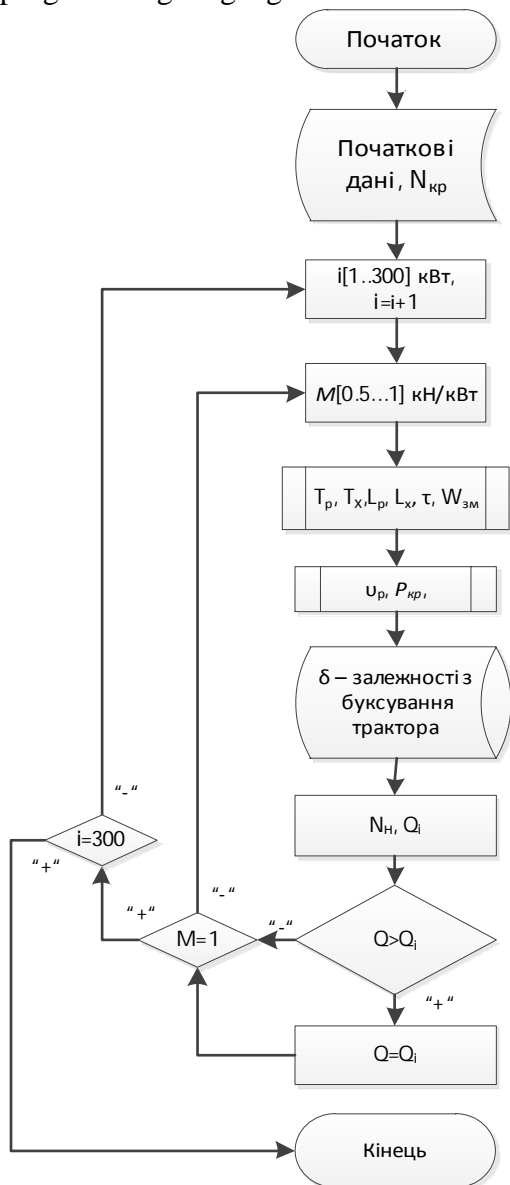 Початок
Початкові
дані, Nкр
i[1..300] кВт,
i=i+1
M[0.5...1] кН/кВт
Tр, TX,Lр, Lх, τ, Wзм
υр, Pкр,
δ – залежності з
буксування
трактора
NН, Qi
Q>Qi
"+"
"-"
Q=Qi
M=1
"-"
"+"
i=300
"-"
"+"
Кінець